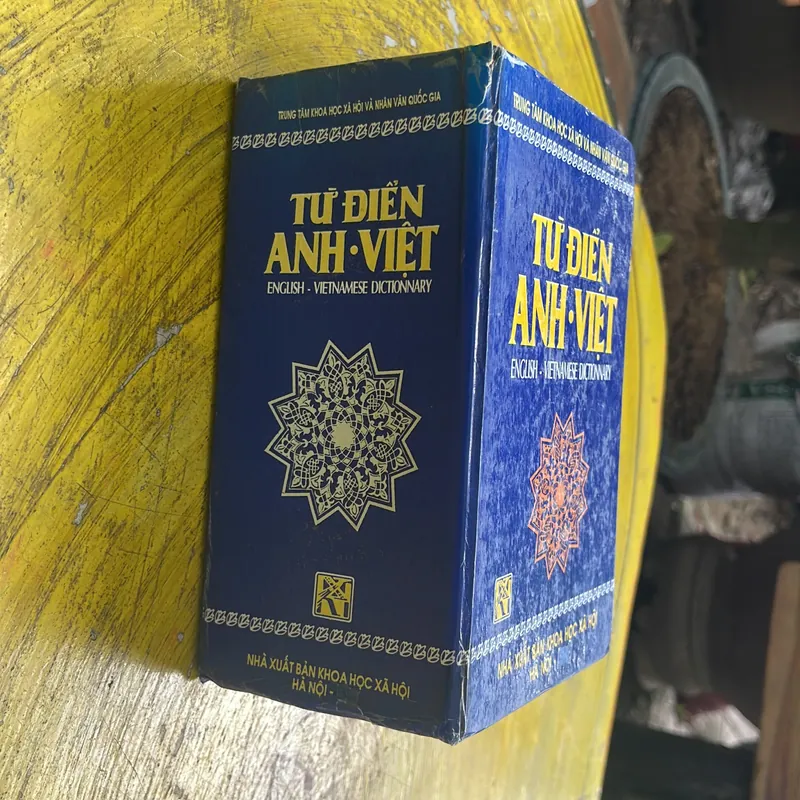 TRUNG TÂM KHOA HỌC XÃ HỘI VÀ NHÂN VĂN QUỐC GIA
TỪ ĐIỂN
ANH·VIỆT
ENGLISH - VIETNAMESE DICTIONNARY
NHÀ XUẤT BẢN KHOA HỌC XÃ HỘI
HÀ NỘI -
TRUNG TÂM KHOA HỌC XÃ HỘI VÀ NHÂN VĂN QUỐC GIA
TỪ ĐIỂN
ANH·VIỆT
ENGLISH - VIETNAMESE DICTIONNARY
NHÀ XUẤT BẢN KHOA HỌC XÃ HỘI
HÀ NỘI -